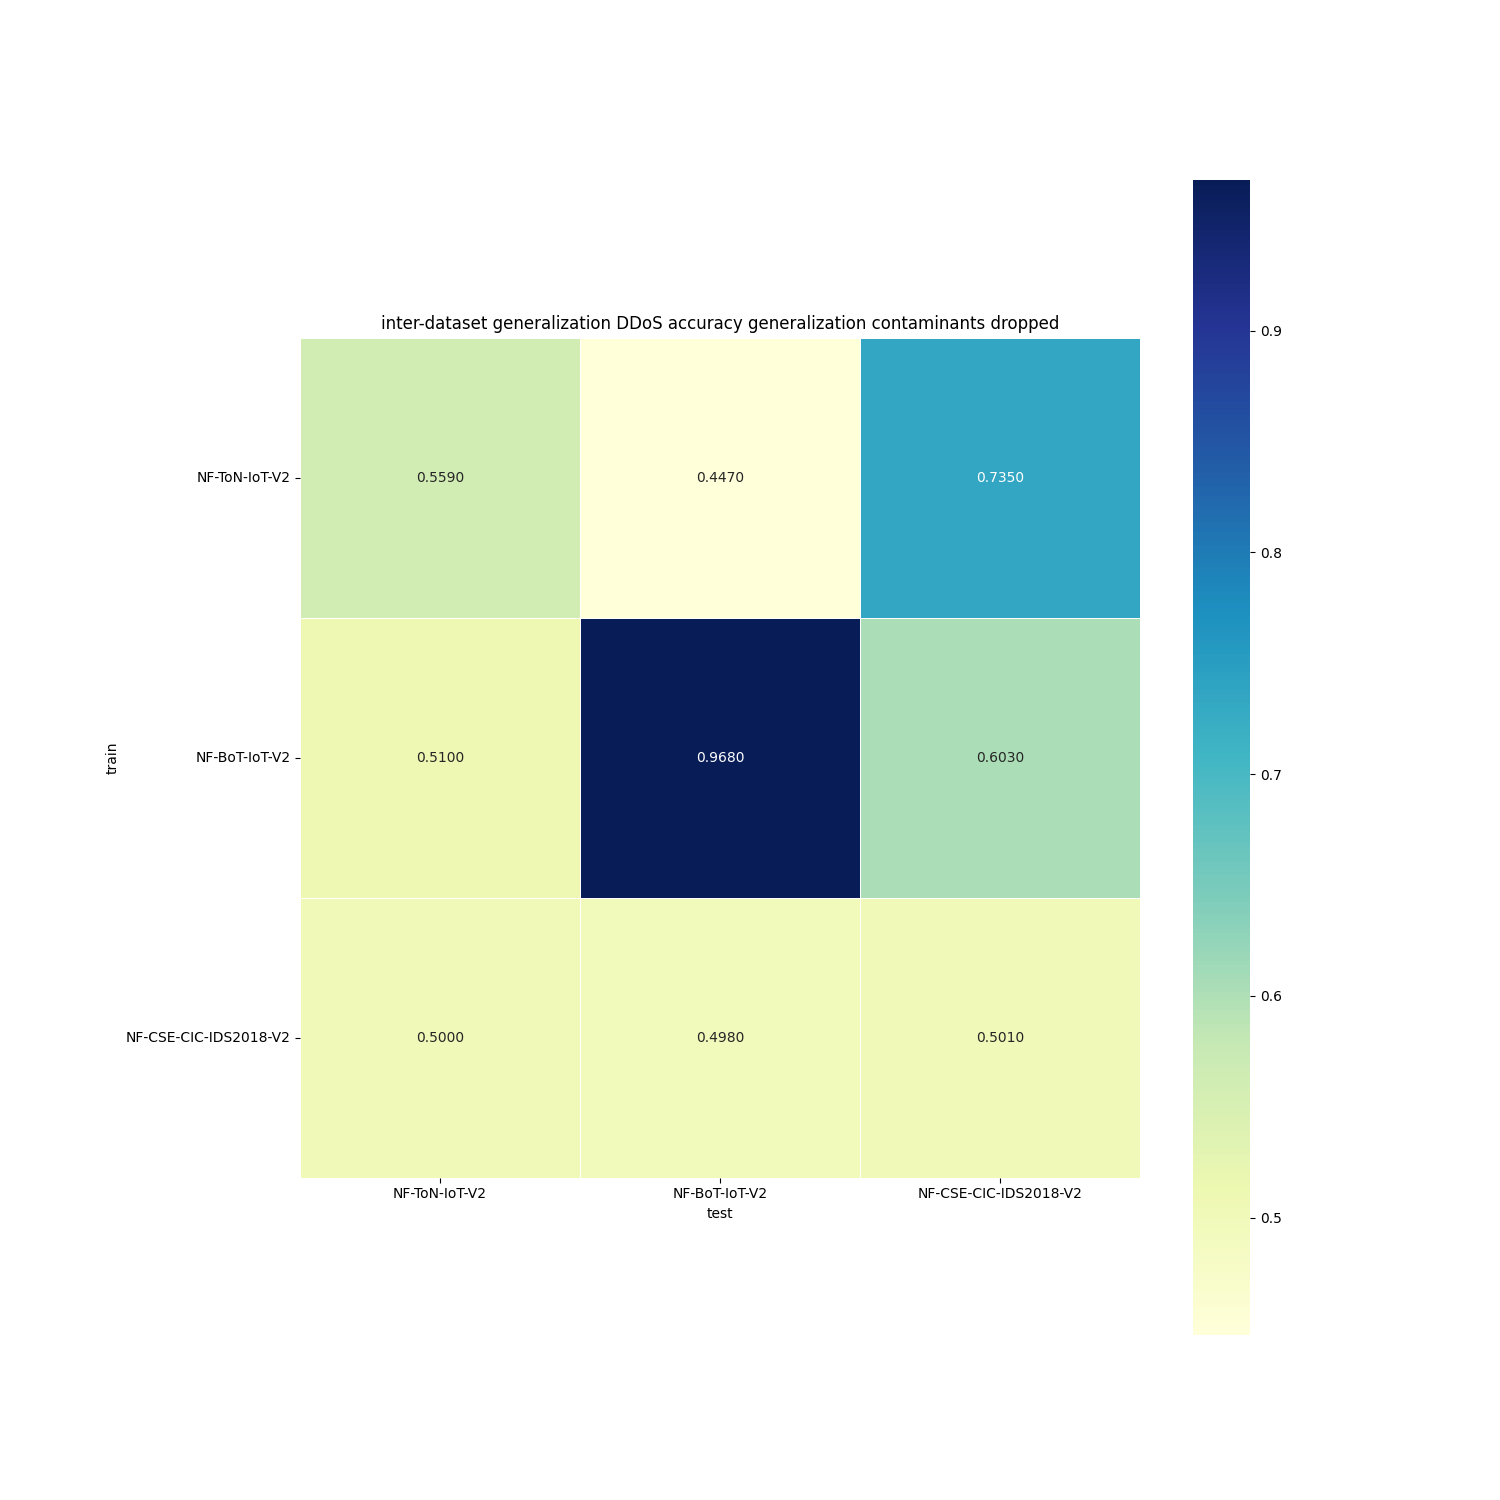 inter-dataset generalization DDoS accuracy generalization contaminants dropped
train
NF-ToN-IoT-V2 0.5590 0.4470 0.7350
NF-BoT-IoT-V2 0.5100 0.9680 0.6030
NF-CSE-CIC-IDS2018-V2 0.5000 0.4980 0.5010
NF-ToN-IoT-V2 NF-BoT-IoT-V2 NF-CSE-CIC-IDS2018-V2
test
0.9
0.8
0.7
0.6
0.5